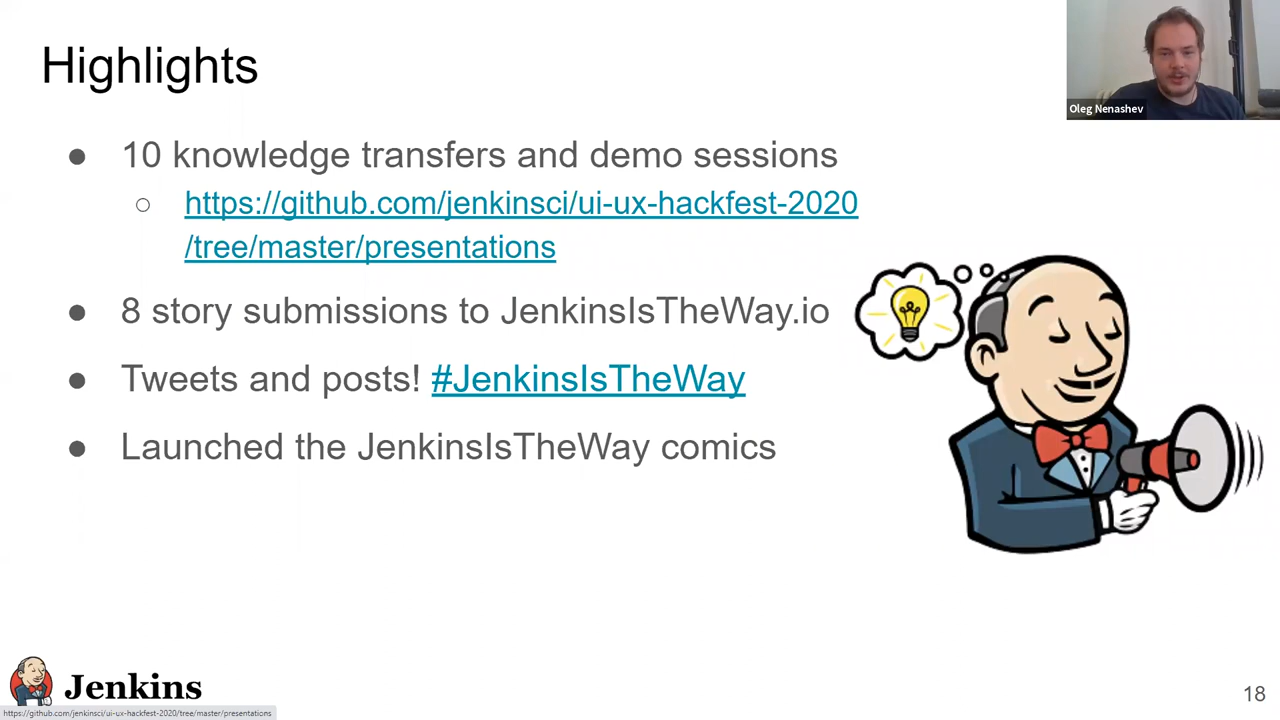 Highlights
Oleg Nenashev
● 10 knowledge transfers and demo sessions
○ https://github.com/jenkinsci/ui-ux-hackfest-2020
/tree/master/presentations
● 8 story submissions to JenkinsIsTheWay.io
● Tweets and posts! #JenkinsIsTheWay
● Launched the JenkinsIsTheWay comics
Jenkins
18
https://github.com/jenkinsci/ui-ux-hackfest-2020/tree/master/presentations